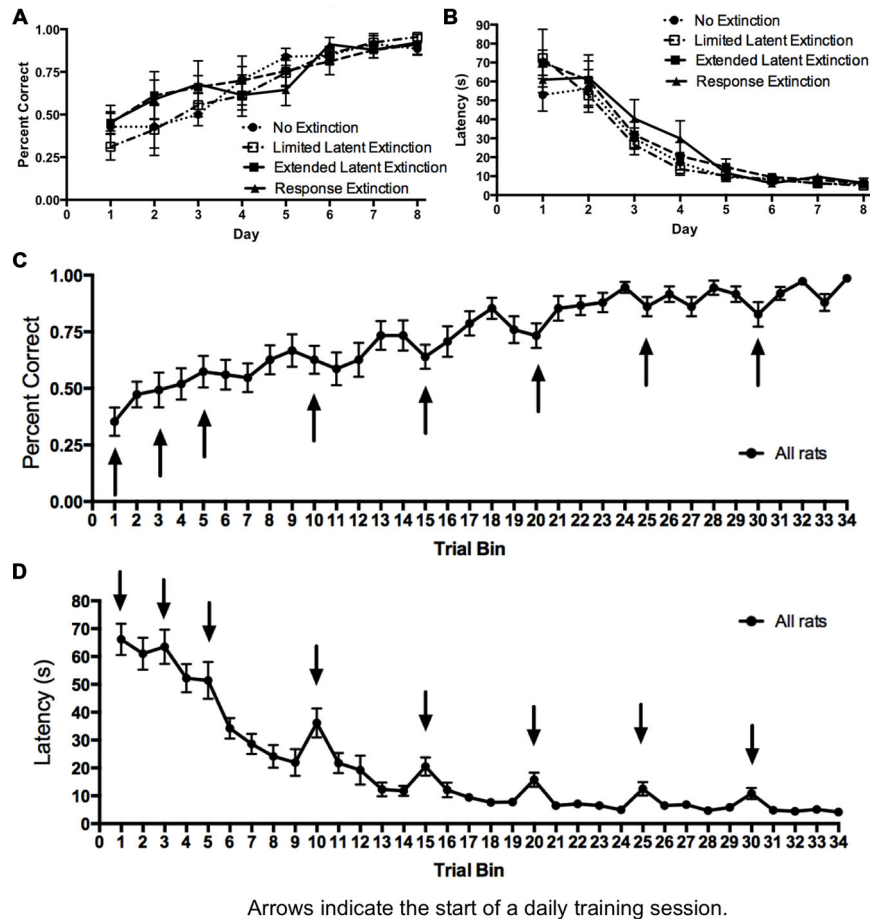 A
1.00
0.75
0.50
0.25
0.00
Percent Correct
No Extinction
Limited Latent Extinction
Extended Latent Extinction
Response Extinction
0 1 2 3 4 5 6 7 8
Day
B
90
80
70
60
50
40
30
20
10
0
Latency (s)
No Extinction
Limited Latent Extinction
Extended Latent Extinction
Response Extinction
0 1 2 3 4 5 6 7 8
Day
C
1.00
0.75
0.50
0.25
0.00
Percent Correct
All rats
0 1 2 3 4 5 6 7 8 9 10 11 12 13 14 15 16 17 18 19 20 21 22 23 24 25 26 27 28 29 30 31 32 33 34
Trial Bin
D
80
70
60
50
40
30
20
10
0
Latency (s)
All rats
0 1 2 3 4 5 6 7 8 9 10 11 12 13 14 15 16 17 18 19 20 21 22 23 24 25 26 27 28 29 30 31 32 33 34
Trial Bin
Arrows indicate the start of a daily training session.